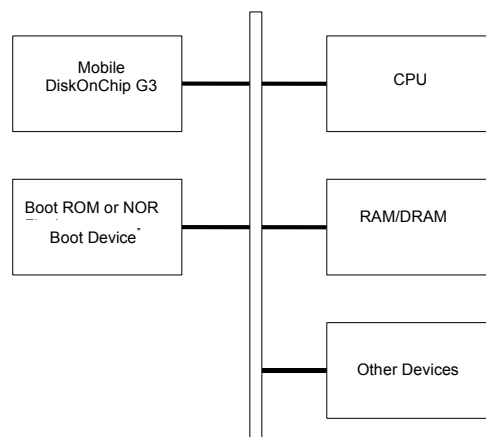 Mobile
DiskOnChip G3
CPU
Boot ROM or NOR
Boot Device*
RAM/DRAM
Other Devices